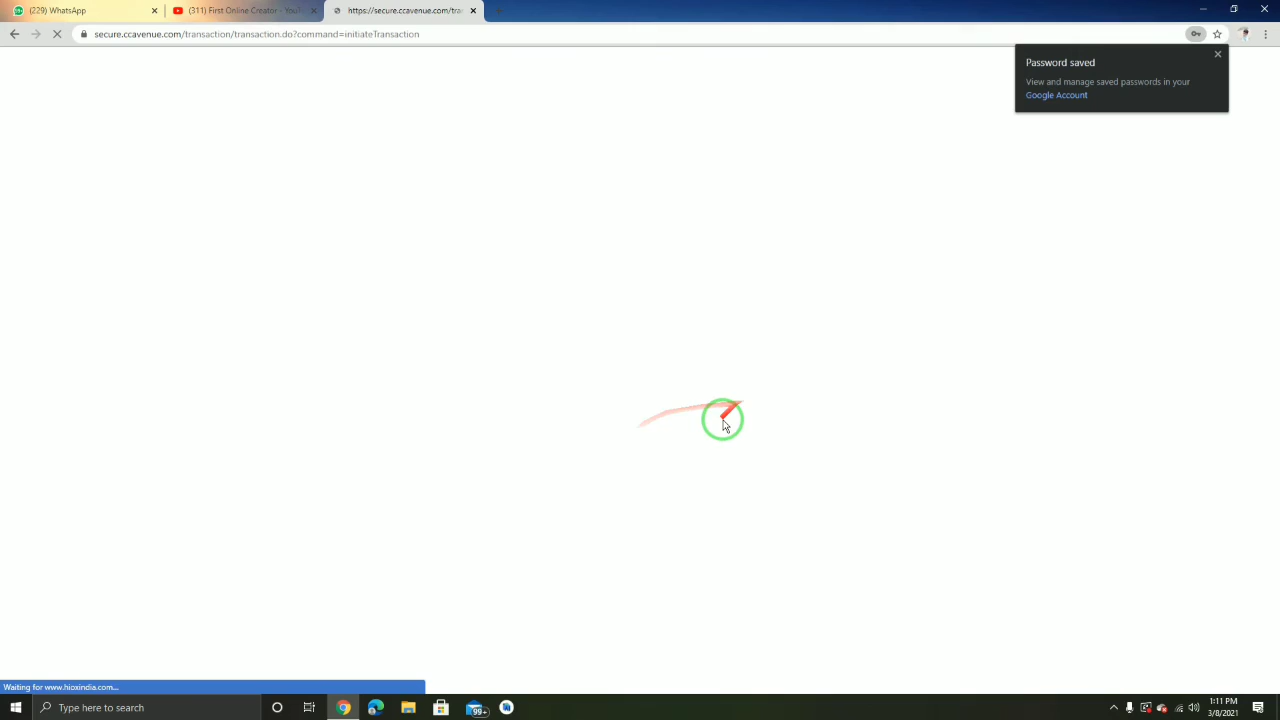 (229) WhatsApp
(311) First Online Creator - You
https://secure.ccavenue.com/tra
secure.ccavenue.com/transaction/transaction.do?command=initiateTransaction
Password saved
View and manage saved passwords in your
Google Account
Waiting for www.hioxindia.com...
Type here to search
99+
1:11 PM
3/8/2021